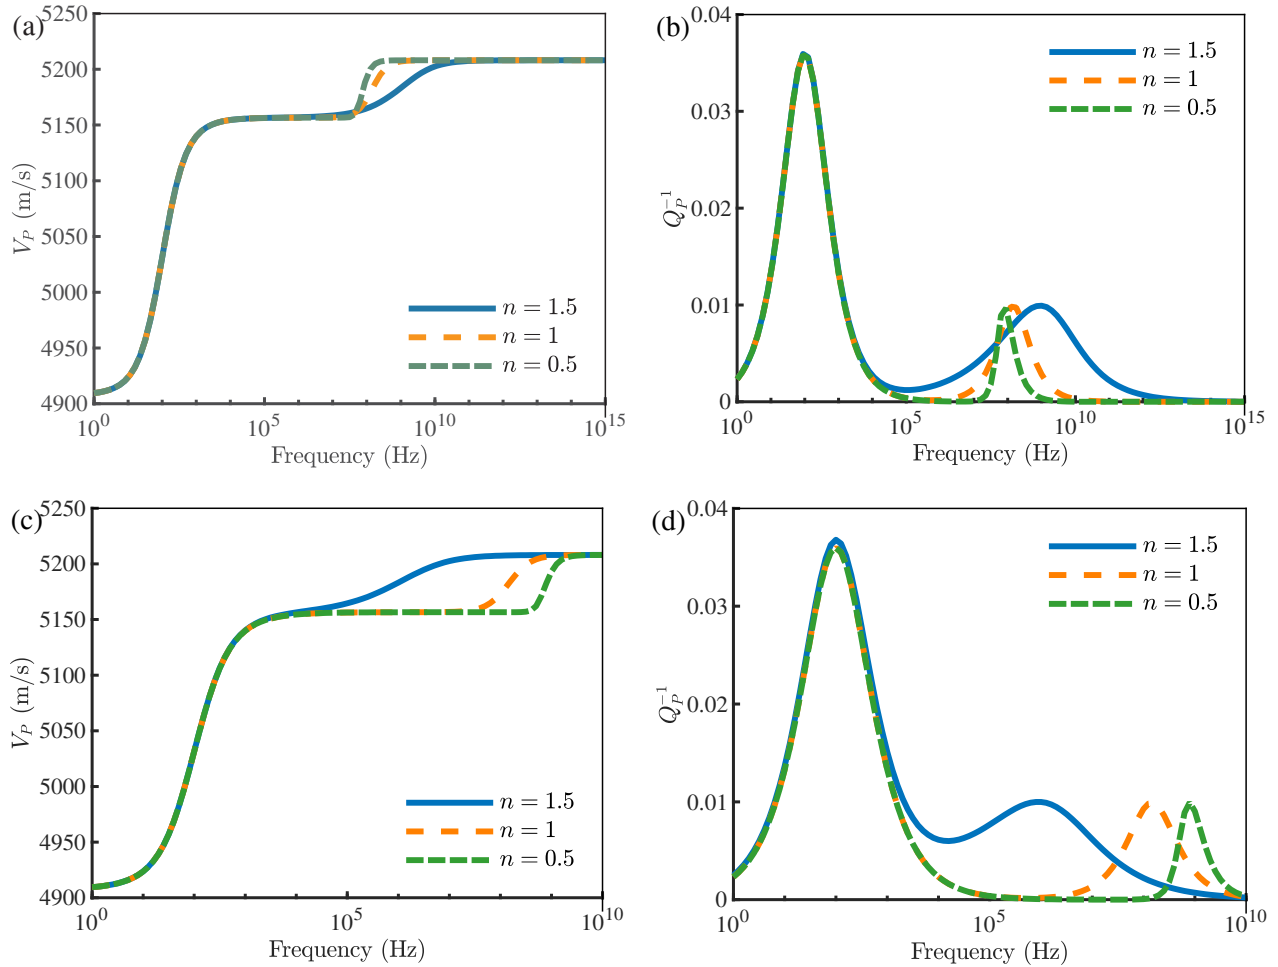 (a)
5250
5200
5150
5100
5050
5000
4950
4900
V_P (m/s)
n = 1.5
n = 1
n = 0.5
10^0
10^5
10^10
10^15
Frequency (Hz)
(b)
0.04
0.03
0.02
0.01
0
Q_P^-1
n = 1.5
n = 1
n = 0.5
10^0
10^5
10^10
10^15
Frequency (Hz)
(c)
5250
5200
5150
5100
5050
5000
4950
4900
V_P (m/s)
n = 1.5
n = 1
n = 0.5
10^0
10^5
10^10
Frequency (Hz)
(d)
0.04
0.03
0.02
0.01
0
Q_P^-1
n = 1.5
n = 1
n = 0.5
10^0
10^5
10^10
Frequency (Hz)